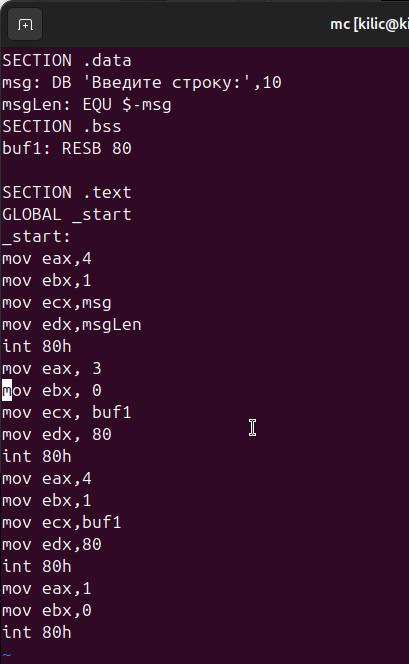 mc [kilic@ki
SECTION .data
msg: DB 'Введите строку:',10
msgLen: EQU $-msg
SECTION .bss
buf1: RESB 80
SECTION .text
GLOBAL _start
_start:
mov eax,4
mov ebx,1
mov ecx,msg
mov edx,msgLen
int 80h
mov eax, 3
mov ebx, 0
mov ecx, buf1
mov edx, 80
int 80h
mov eax,4
mov ebx,1
mov ecx,buf1
mov edx,80
int 80h
mov eax,1
mov ebx,0
int 80h
~